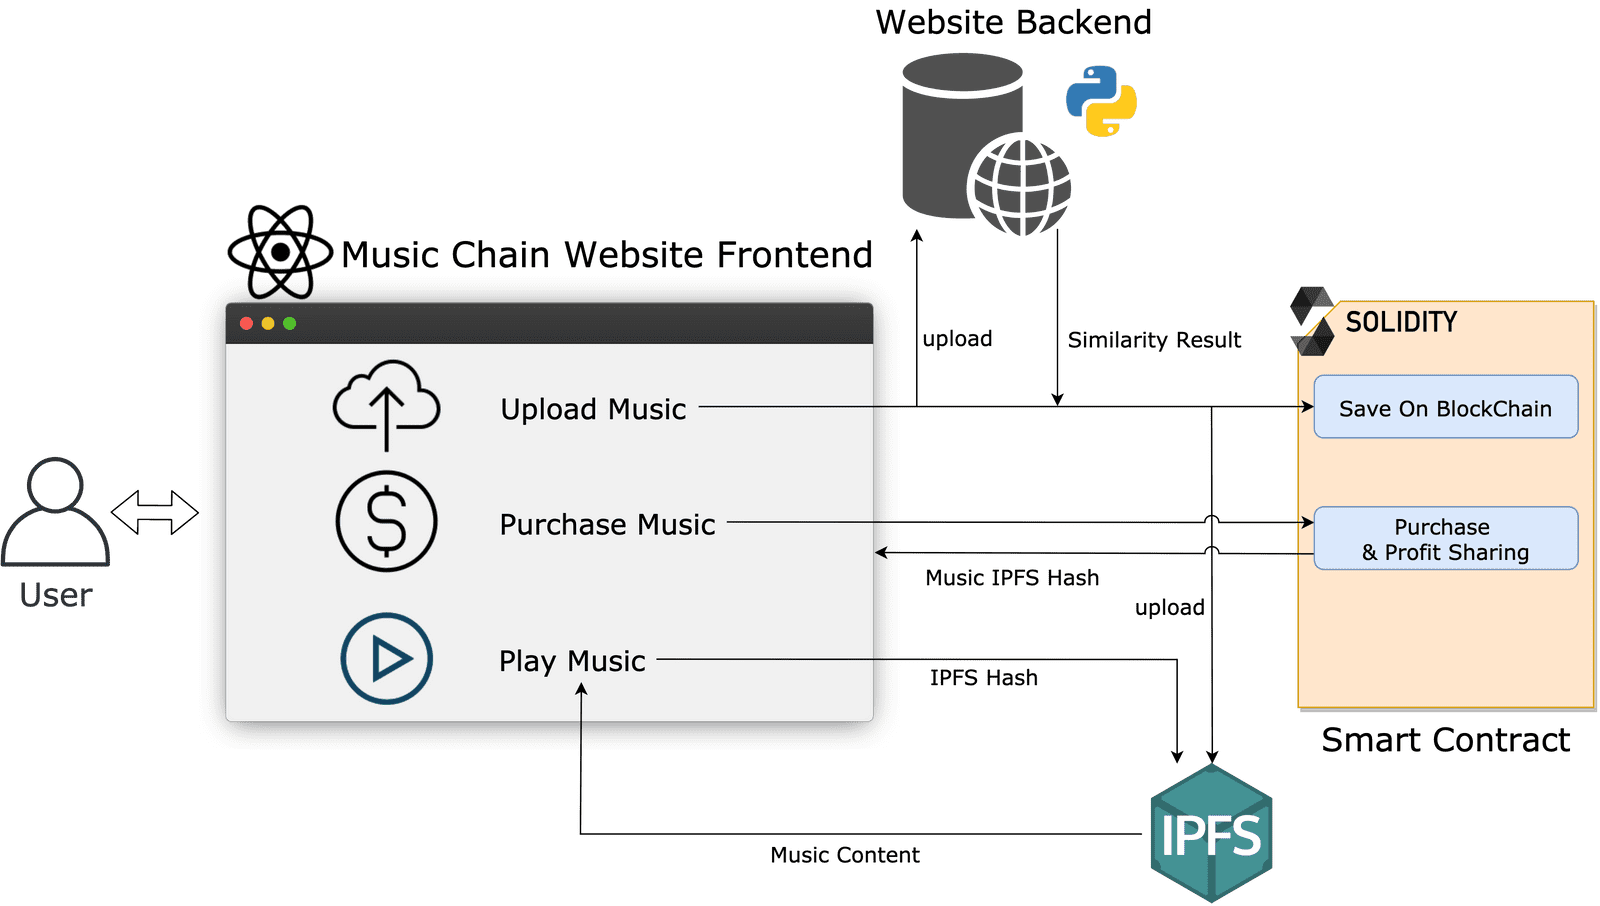 Website Backend
Music Chain Website Frontend
upload
Similarity Result
SOLIDITY
Upload Music
Save On BlockChain
Purchase Music
Purchase
& Profit Sharing
Music IPFS Hash
User
upload
Play Music
IPFS Hash
Smart Contract
IPFS
Music Content